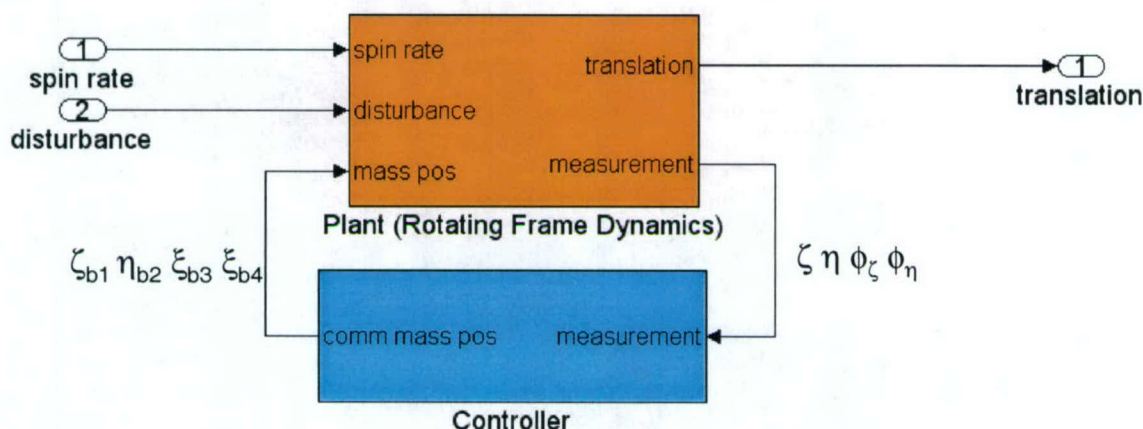 1
spin rate
2
disturbance
spin rate
disturbance
mass pos
translation
measurement
Plant (Rotating Frame Dynamics)
1
translation
ζb1 ηb2 ξb3 ξb4
ζ η φζ φη
comm mass pos
measurement
Controller